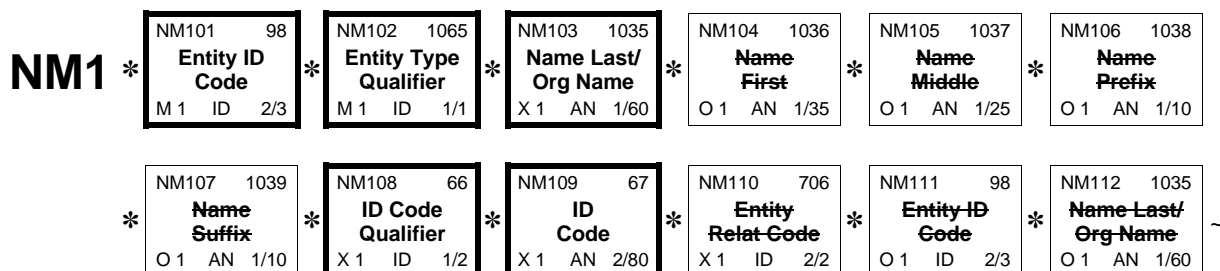 NM1 * NM101 98 * NM102 1065 * NM103 1035 * NM104 1036 * NM105 1037 * NM106 1038
Entity ID Entity Type Name Last/ Name Name Name
Code Qualifier Org Name First Middle Prefix
M 1 ID 2/3 M 1 ID 1/1 X 1 AN 1/60 O 1 AN 1/35 O 1 AN 1/25 O 1 AN 1/10
* NM107 1039 * NM108 66 * NM109 67 * NM110 706 * NM111 98 * NM112 1035 ~
Name ID Code ID Entity Entity ID Name Last/
Suffix Qualifier Code Relat Code Code Org Name
O 1 AN 1/10 X 1 ID 1/2 X 1 AN 2/80 X 1 ID 2/2 O 1 ID 2/3 O 1 AN 1/60